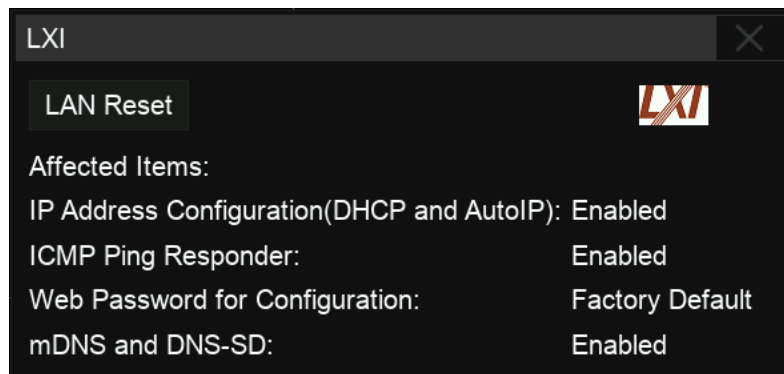 LXI
LAN Reset
LXI
Affected Items:
IP Address Configuration(DHCP and AutoIP): Enabled
ICMP Ping Responder: Enabled
Web Password for Configuration: Factory Default
mDNS and DNS-SD: Enabled